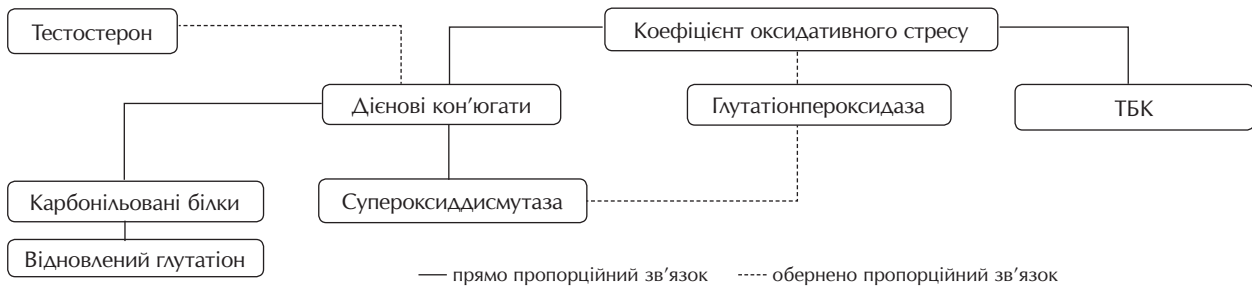 Тестостерон
Коефіцієнт оксидативного стресу
Дієнові кон’югати
Глутатіонпероксидаза
ТБК
Карбонільовані білки
Супероксиддисмутаза
Відновлений глутатіон
прямо пропорційний зв’язок
обернено пропорційний зв’язок